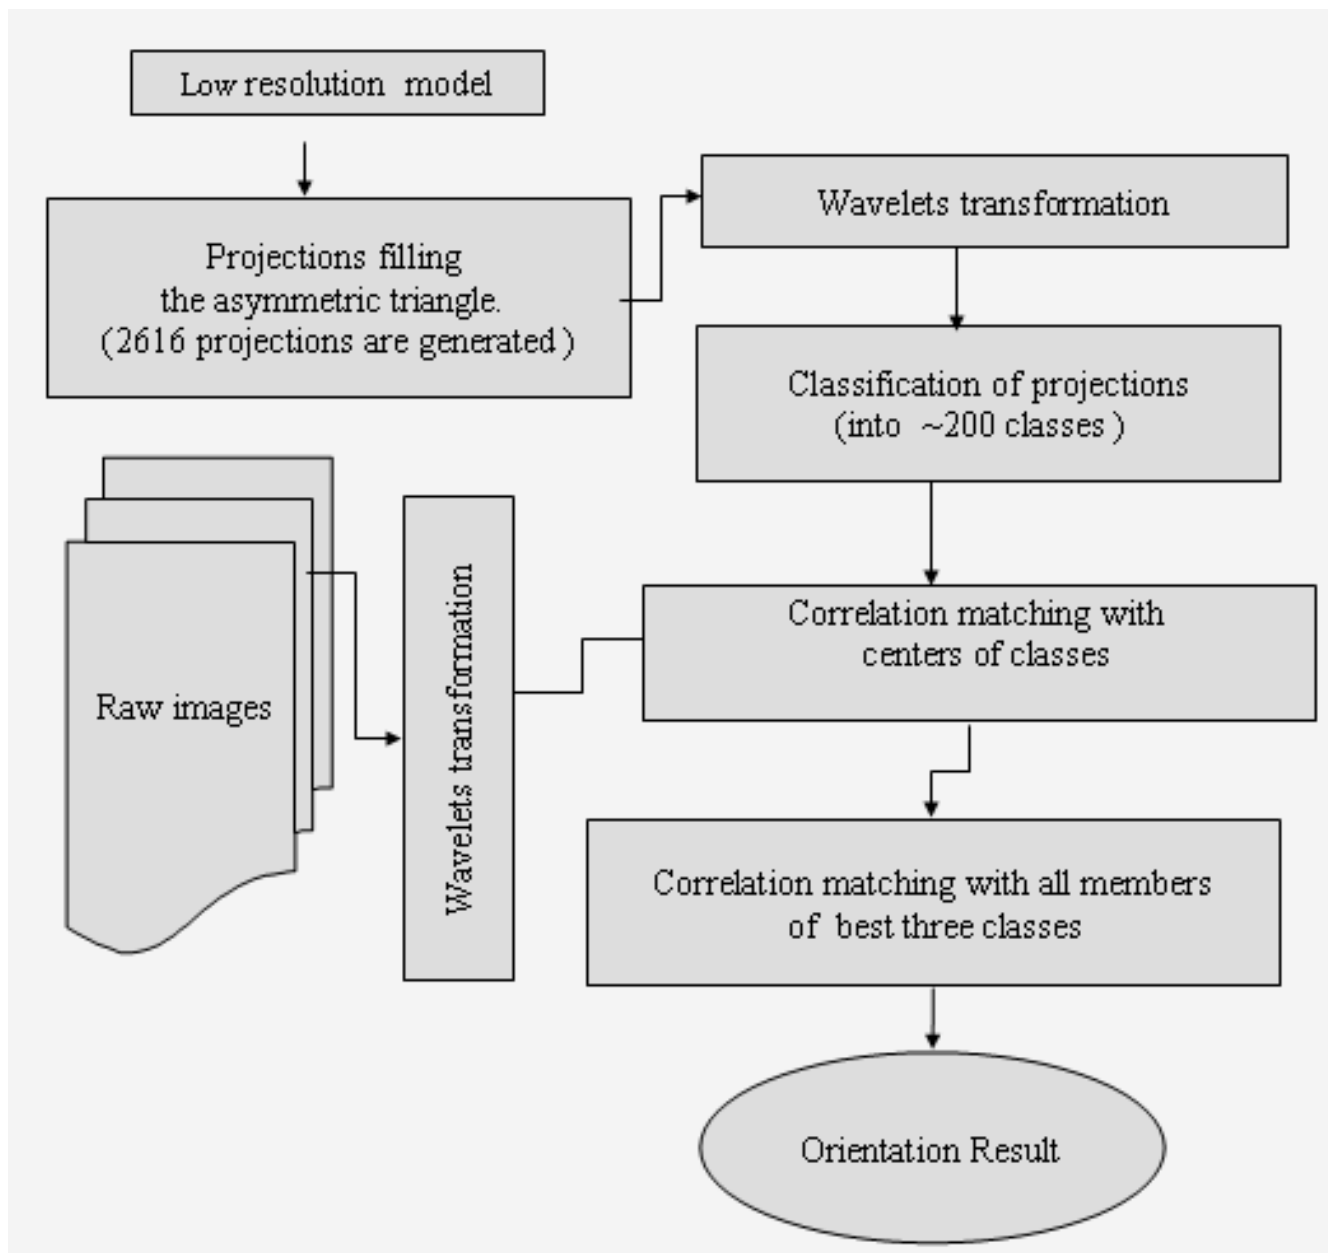 Low resolution model
Projections filling
the asymmetric triangle.
(2616 projections are generated)
Wavelets transformation
Classification of projections
(into ~200 classes)
Raw images
Wavelets transformation
Correlation matching with
centers of classes
Correlation matching with all members
of best three classes
Orientation Result